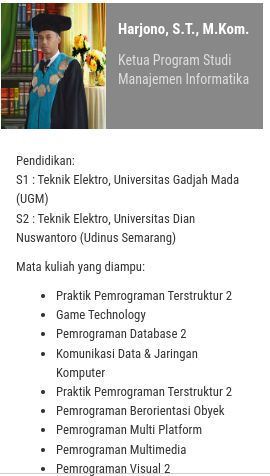 Harjono, S.T., M.Kom.
Ketua Program Studi
Manajemen Informatika
Pendidikan:
S1 : Teknik Elektro, Universitas Gadjah Mada
(UGM)
S2 : Teknik Elektro, Universitas Dian
Nuswantoro (Udinus Semarang)
Mata kuliah yang diampu:
• Praktik Pemrograman Terstruktur 2
• Game Technology
• Pemrograman Database 2
• Komunikasi Data & Jaringan
Komputer
• Praktik Pemrograman Terstruktur 2
• Pemrograman Berorientasi Obyek
• Pemrograman Multi Platform
• Pemrograman Multimedia
• Pemrograman Visual 2